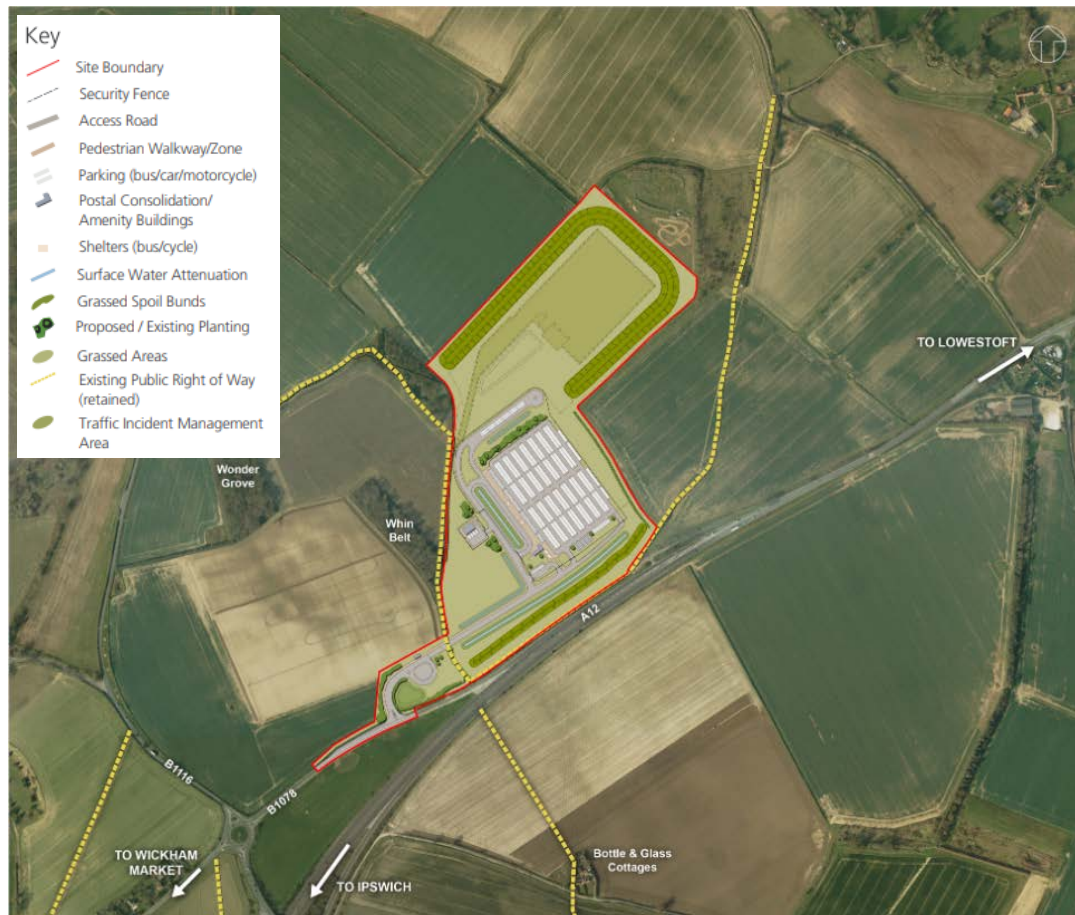 Key
Site Boundary
Security Fence
Access Road
Pedestrian Walkway/Zone
Parking (bus/car/motorcycle)
Postal Consolidation/
Amenity Buildings
Shelters (bus/cycle)
Surface Water Attenuation
Grassed Spoil Bunds
Proposed / Existing Planting
Grassed Areas
Existing Public Right of Way
(retained)
Traffic Incident Management
Area
TO LOWESTOFT
Wonder
Grove
Whin
Belt
A12
B1116
B1078
TO WICKHAM
MARKET
TO IPSWICH
Bottle & Glass
Cottages